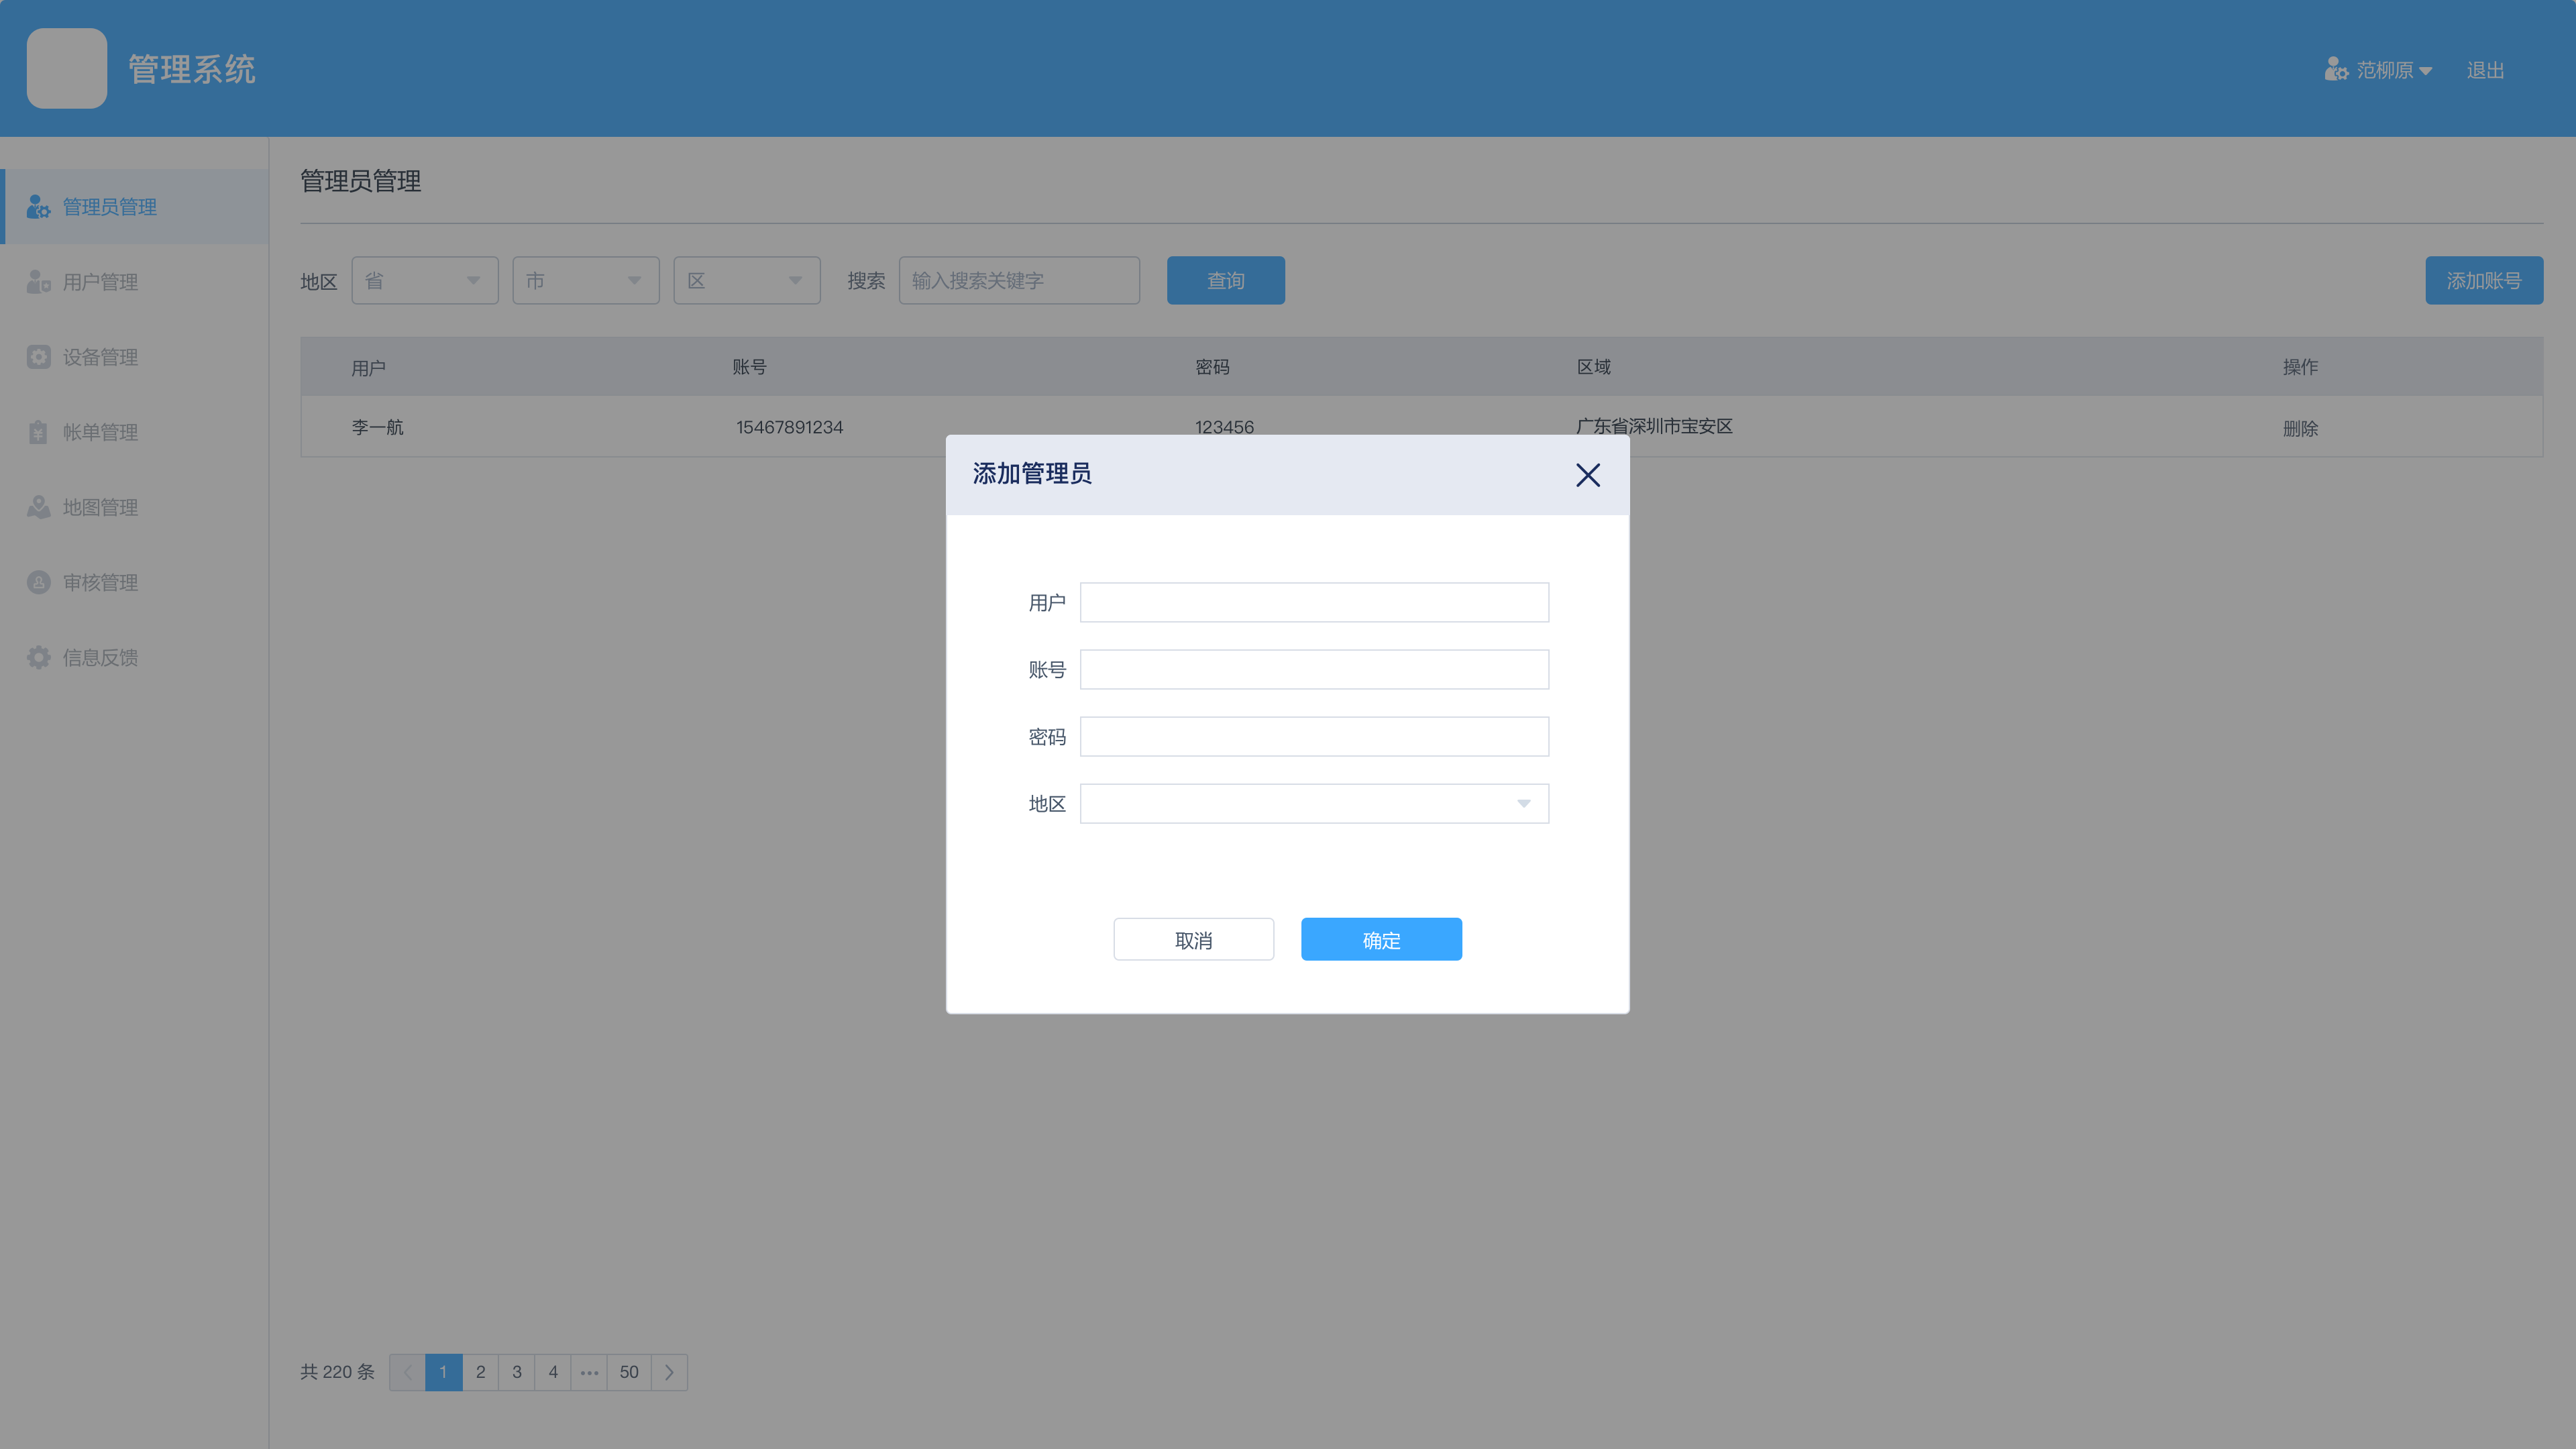 管理系统
范柳原 退出
管理员管理
用户管理
设备管理
帐单管理
地图管理
审核管理
信息反馈
管理员管理
地区 省 市 区 搜索 输入搜索关键字 查询 添加账号
用户 账号 密码 区域 操作
李一航 15467891234 123456 广东省深圳市宝安区 删除
添加管理员
用户
账号
密码
地区
取消 确定
共 220 条 1 2 3 4 ••• 50